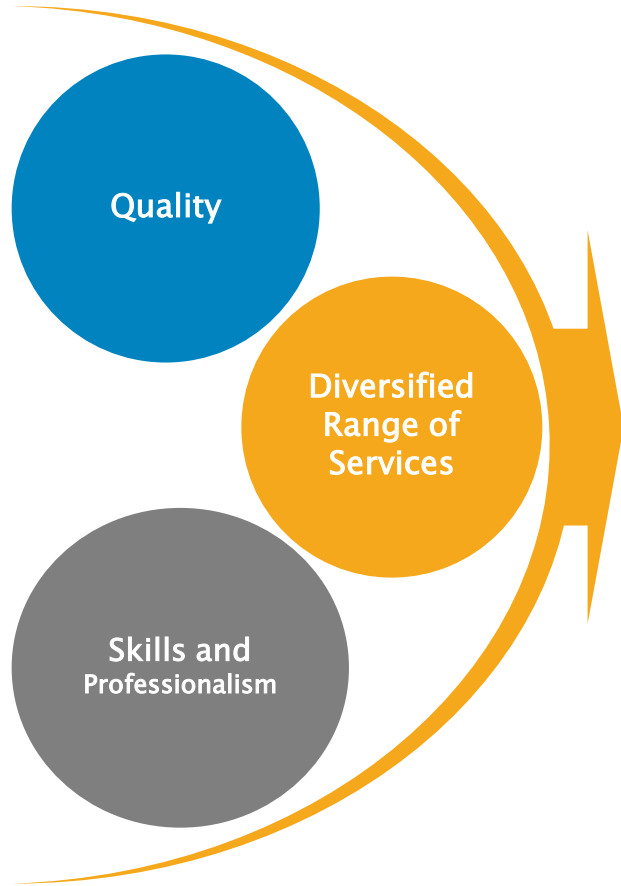 Quality
Diversified
Range of
Services
Skills and
Professionalism